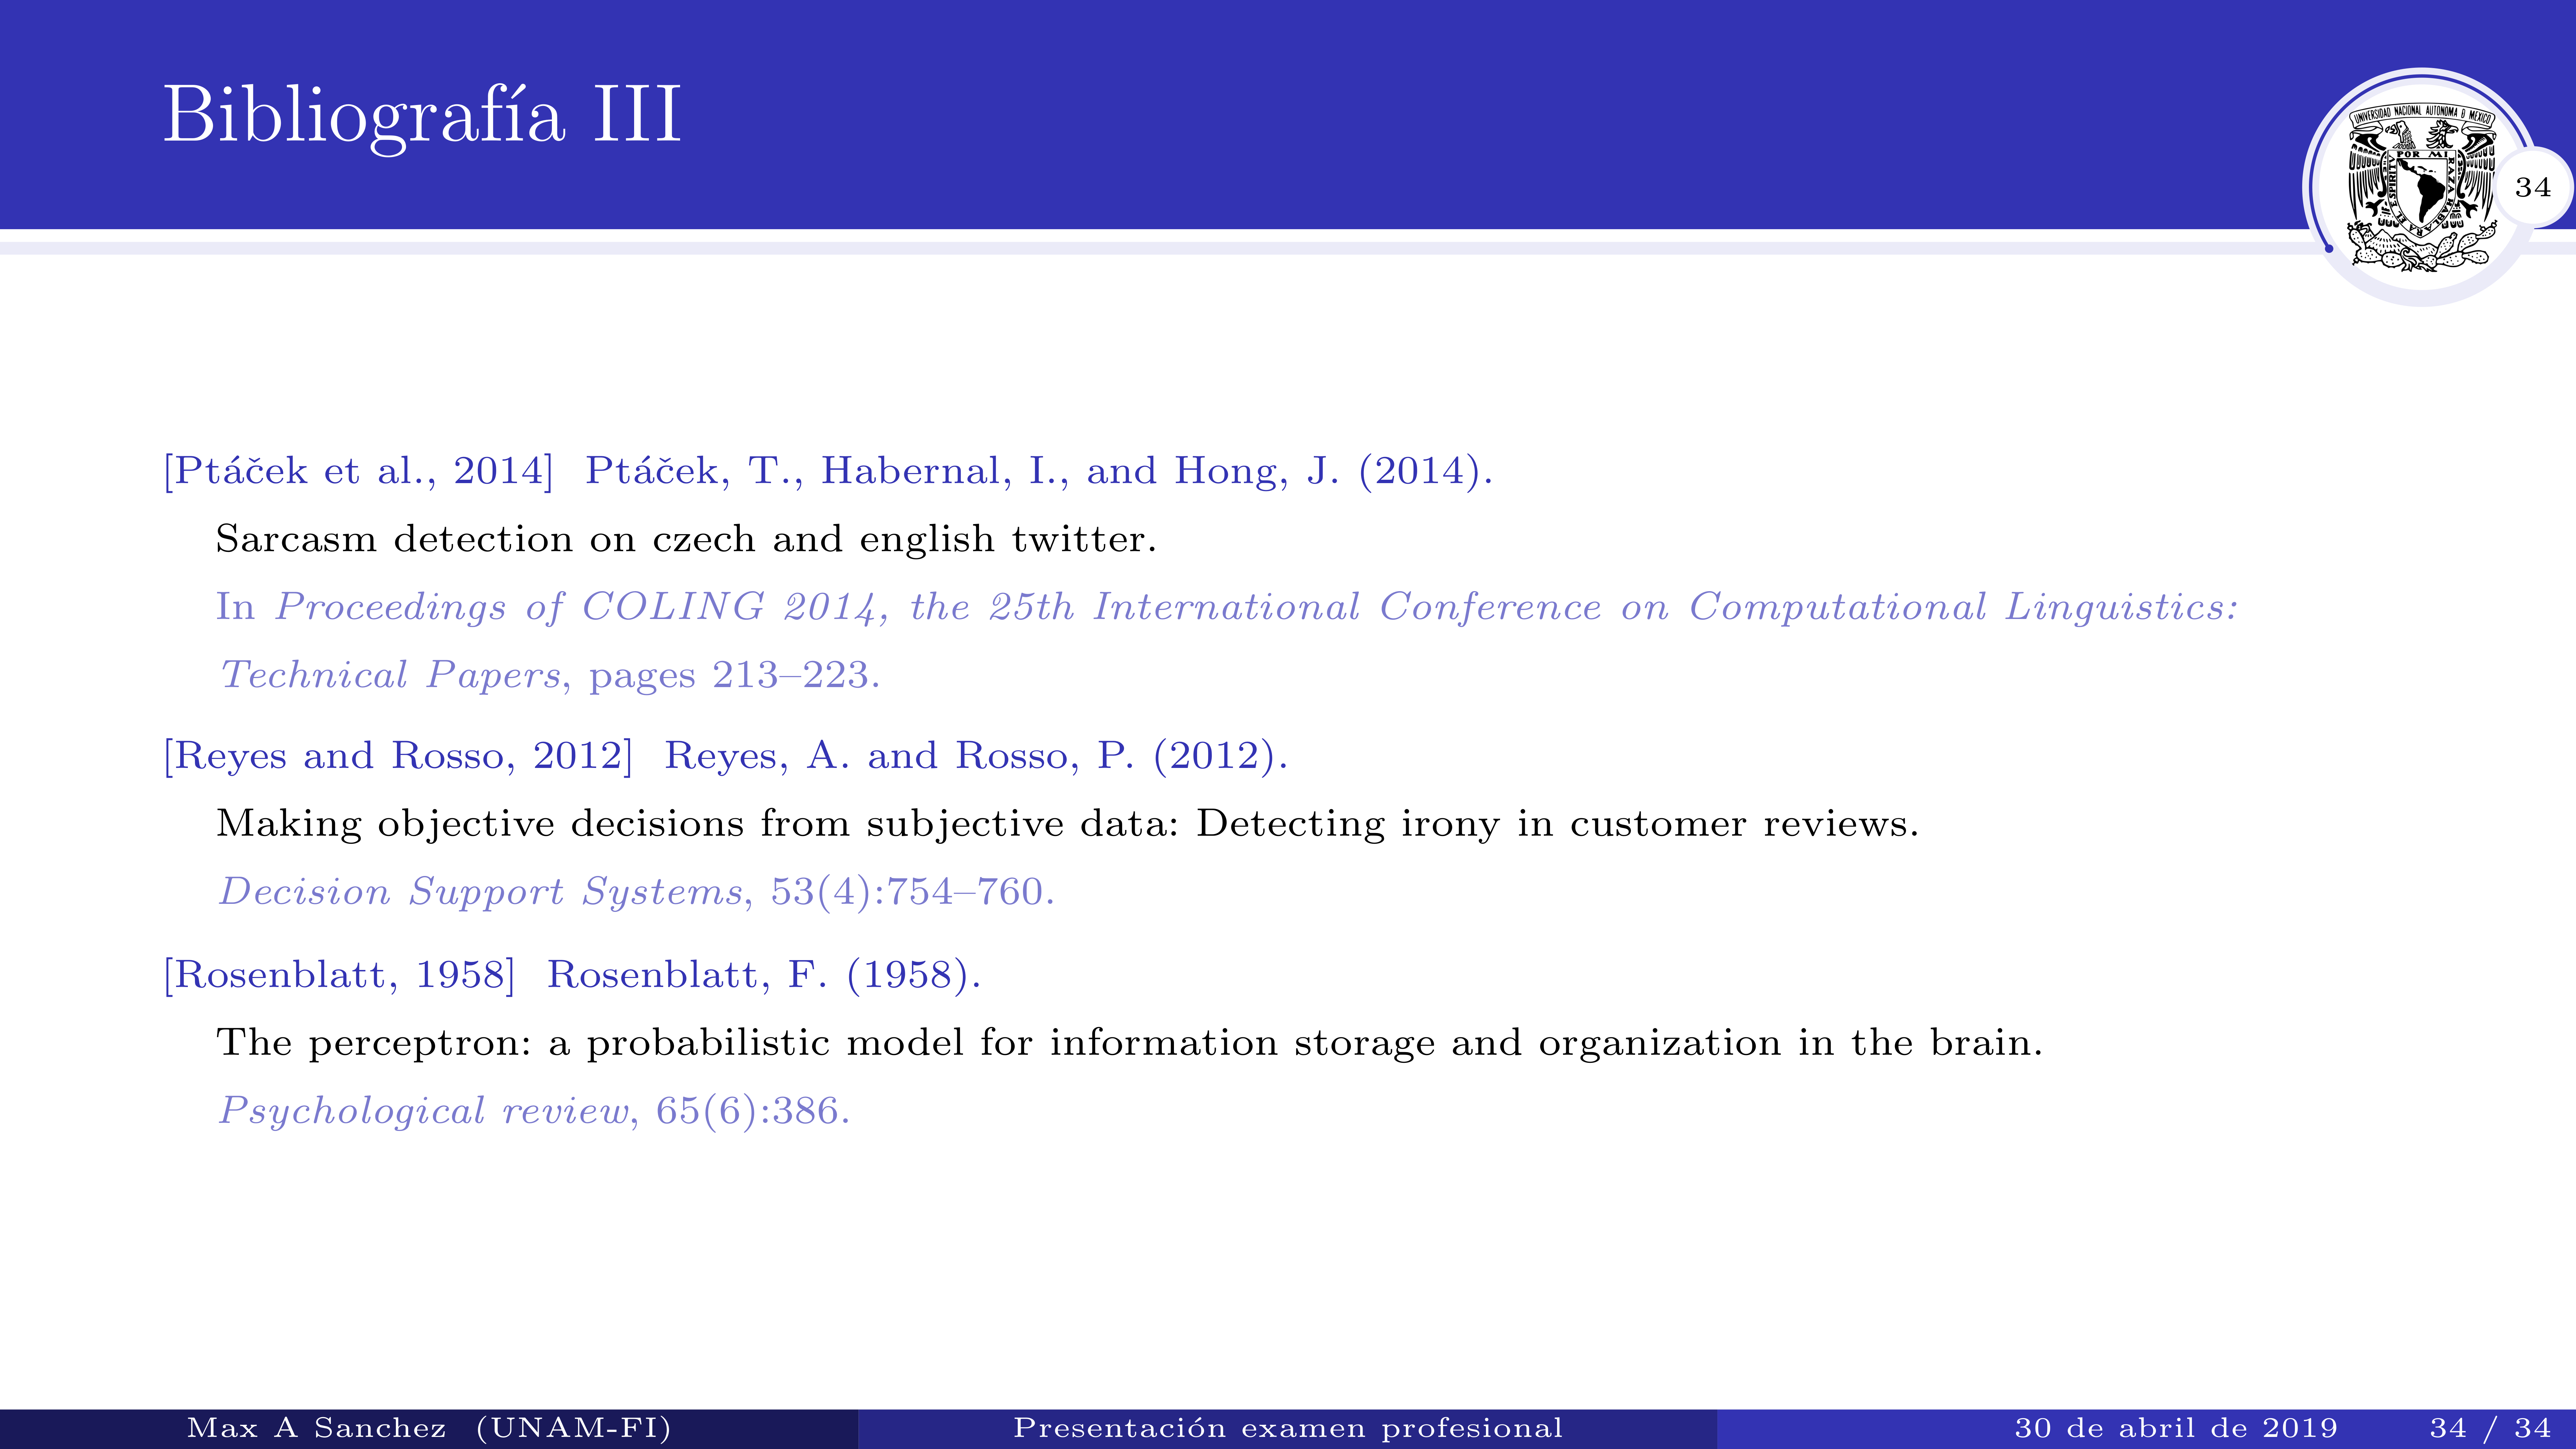 Bibliografía III
UNIVERSIDAD NACIONAL AUTONOMA D MEXICO
POR MI RAZA HABLARA EL ESPIRITU
34
[Ptáček et al., 2014] Ptáček, T., Habernal, I., and Hong, J. (2014).
Sarcasm detection on czech and english twitter.
In Proceedings of COLING 2014, the 25th International Conference on Computational Linguistics:
Technical Papers, pages 213–223.
[Reyes and Rosso, 2012] Reyes, A. and Rosso, P. (2012).
Making objective decisions from subjective data: Detecting irony in customer reviews.
Decision Support Systems, 53(4):754–760.
[Rosenblatt, 1958] Rosenblatt, F. (1958).
The perceptron: a probabilistic model for information storage and organization in the brain.
Psychological review, 65(6):386.
Max A Sanchez (UNAM-FI)
Presentación examen profesional
30 de abril de 2019
34 / 34